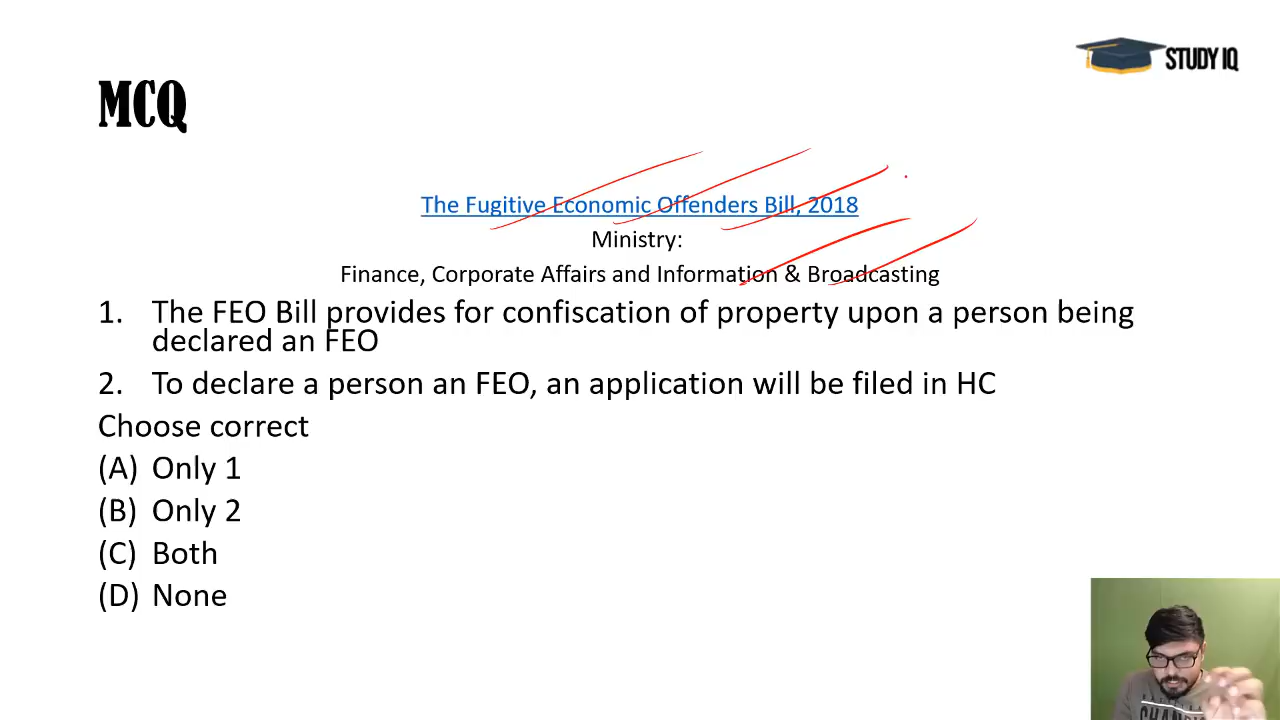 STUDY IQ
MCQ
The Fugitive Economic Offenders Bill, 2018
Ministry:
Finance, Corporate Affairs and Information & Broadcasting
1. The FEO Bill provides for confiscation of property upon a person being
declared an FEO
2. To declare a person an FEO, an application will be filed in HC
Choose correct
(A) Only 1
(B) Only 2
(C) Both
(D) None